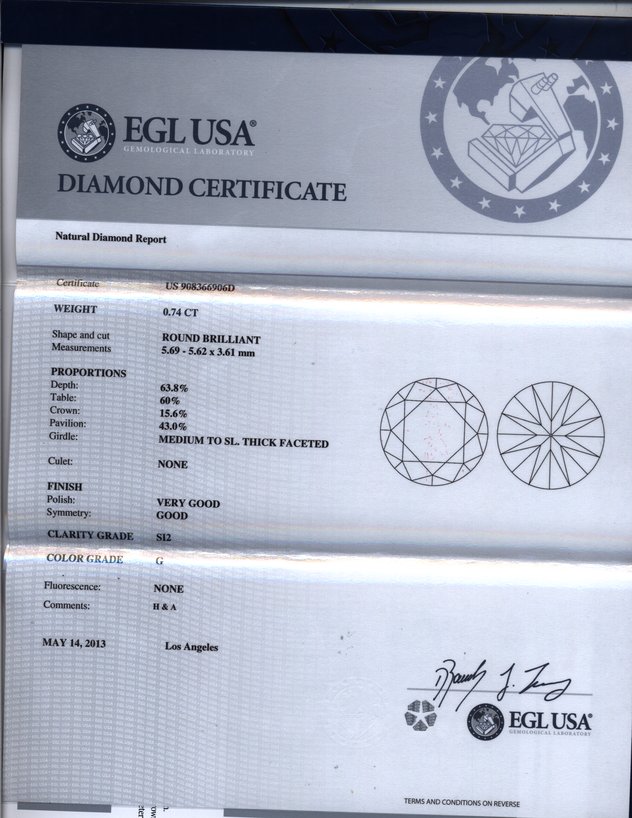 EGL USA®
GEMOLOGICAL LABORATORY
DIAMOND CERTIFICATE
Natural Diamond Report
Certificate US 908366906D
WEIGHT 0.74 CT
Shape and cut ROUND BRILLIANT
Measurements 5.69 - 5.62 x 3.61 mm
PROPORTIONS
Depth: 63.8%
Table: 60%
Crown: 15.6%
Pavilion: 43.0%
Girdle: MEDIUM TO SL. THICK FACETED
Culet: NONE
FINISH
Polish: VERY GOOD
Symmetry: GOOD
CLARITY GRADE SI2
COLOR GRADE G
Fluorescence: NONE
Comments: H & A
MAY 14, 2013 Los Angeles
EGL USA®
GEMOLOGICAL LABORATORY
TERMS AND CONDITIONS ON REVERSE